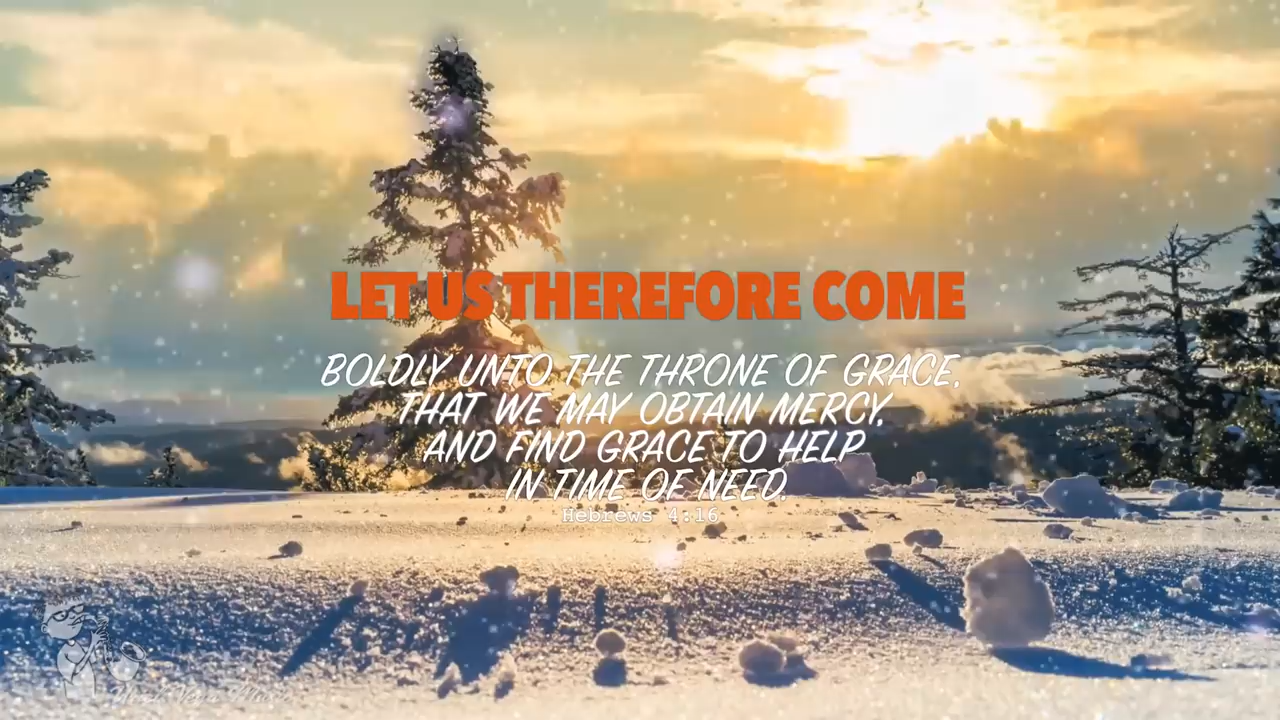 LET US THEREFORE COME
BOLDLY UNTO THE THRONE OF GRACE,
THAT WE MAY OBTAIN MERCY,
AND FIND GRACE TO HELP
IN TIME OF NEED.
Hebrews 4:16